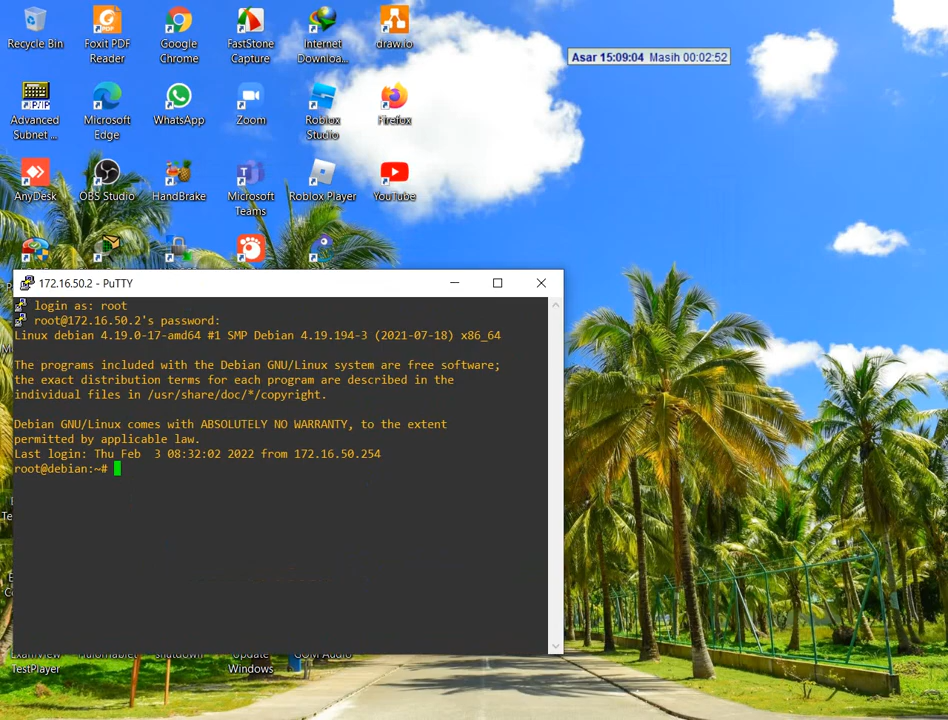 Recycle Bin
Foxit PDF
Reader
Google
Chrome
FastStone
Capture
Internet
Downloa...
draw.io
Asar 15:09:04 Masih 00:02:52
P/IP
Advanced
Subnet ...
Microsoft
Edge
WhatsApp
Zoom
Roblox
Studio
Firefox
AnyDesk
OBS Studio
HandBrake
Microsoft
Teams
Roblox Player
YouTube
172.16.50.2 - PuTTY
login as: root
root@172.16.50.2's password:
Linux debian 4.19.0-17-amd64 #1 SMP Debian 4.19.194-3 (2021-07-18) x86_64
The programs included with the Debian GNU/Linux system are free software;
the exact distribution terms for each program are described in the
individual files in /usr/share/doc/*/copyright.
Debian GNU/Linux comes with ABSOLUTELY NO WARRANTY, to the extent
permitted by applicable law.
Last login: Thu Feb  3 08:32:02 2022 from 172.16.50.254
root@debian:~#
TestPlayer
Windows